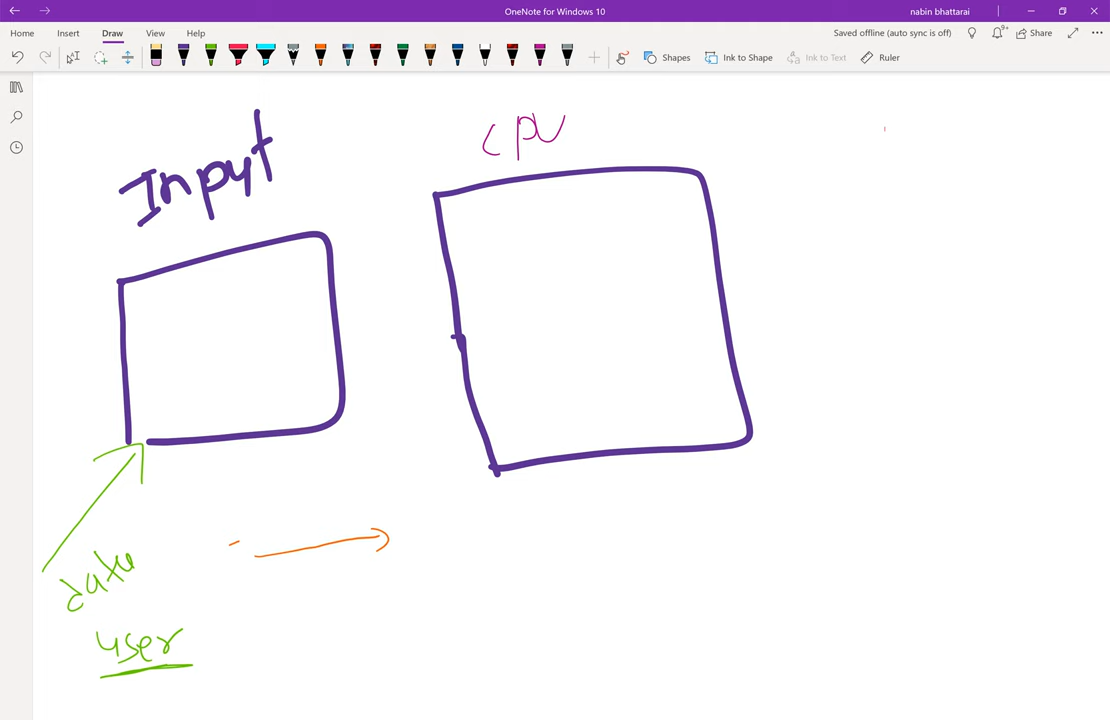 OneNote for Windows 10
nabin bhattarai
Home Insert Draw View Help
Saved offline (auto sync is off)
9+
Share
Shapes
Ink to Shape
Ink to Text
Ruler
Input
CPU
data
user